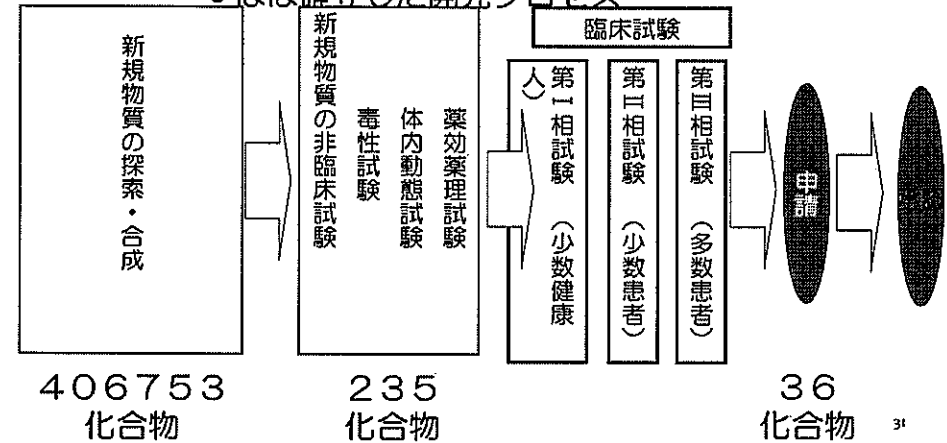 臨床試験
新規物質の探索・合成
新規物質の非臨床試験
毒性試験
体内動態試験
薬効薬理試験
第Ⅰ相試験(少数健康人)
第Ⅱ相試験(少数患者)
第Ⅲ相試験(多数患者)
申請
406753
化合物
235
化合物
36
化合物